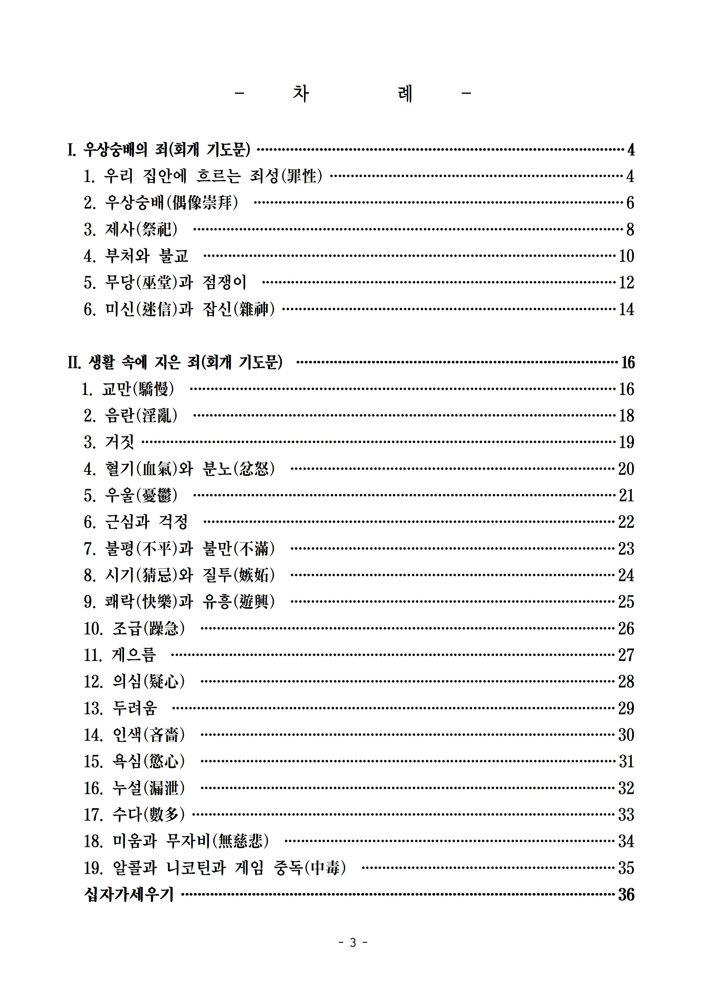 - 차 례 -
I. 우상숭배의 죄(회개 기도문) 4
1. 우리 집안에 흐르는 죄성(罪性) 4
2. 우상숭배(偶像崇拜) 6
3. 제사(祭祀) 8
4. 부처와 불교 10
5. 무당(巫堂)과 점쟁이 12
6. 미신(迷信)과 잡신(雜神) 14
II. 생활 속에 지은 죄(회개 기도문) 16
1. 교만(驕慢) 16
2. 음란(淫亂) 18
3. 거짓 19
4. 혈기(血氣)와 분노(忿怒) 20
5. 우울(憂鬱) 21
6. 근심과 걱정 22
7. 불평(不平)과 불만(不滿) 23
8. 시기(猜忌)와 질투(嫉妬) 24
9. 쾌락(快樂)과 유흥(遊興) 25
10. 조급(躁急) 26
11. 게으름 27
12. 의심(疑心) 28
13. 두려움 29
14. 인색(吝嗇) 30
15. 욕심(慾心) 31
16. 누설(漏泄) 32
17. 수다(數多) 33
18. 미움과 무자비(無慈悲) 34
19. 알콜과 니코틴과 게임 중독(中毒) 35
십자가세우기 36
- 3 -